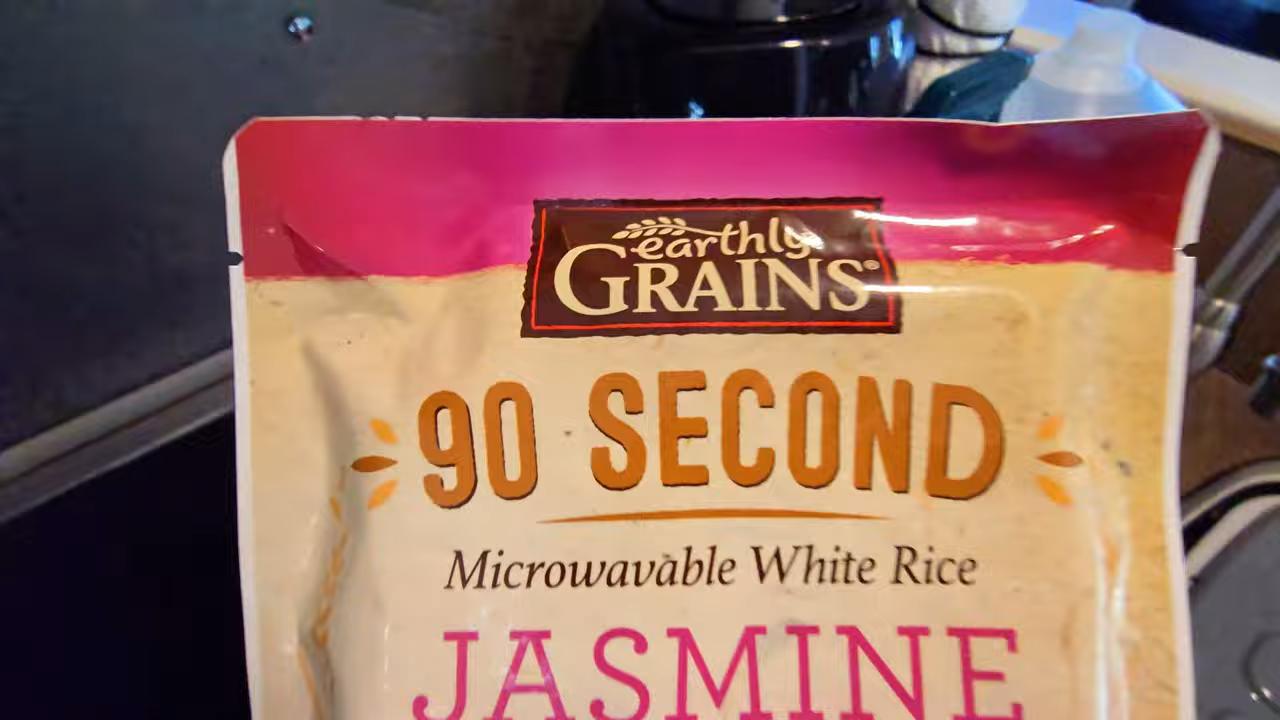 earthly
GRAINS®
90 SECOND
Microwavable White Rice
JASMINE